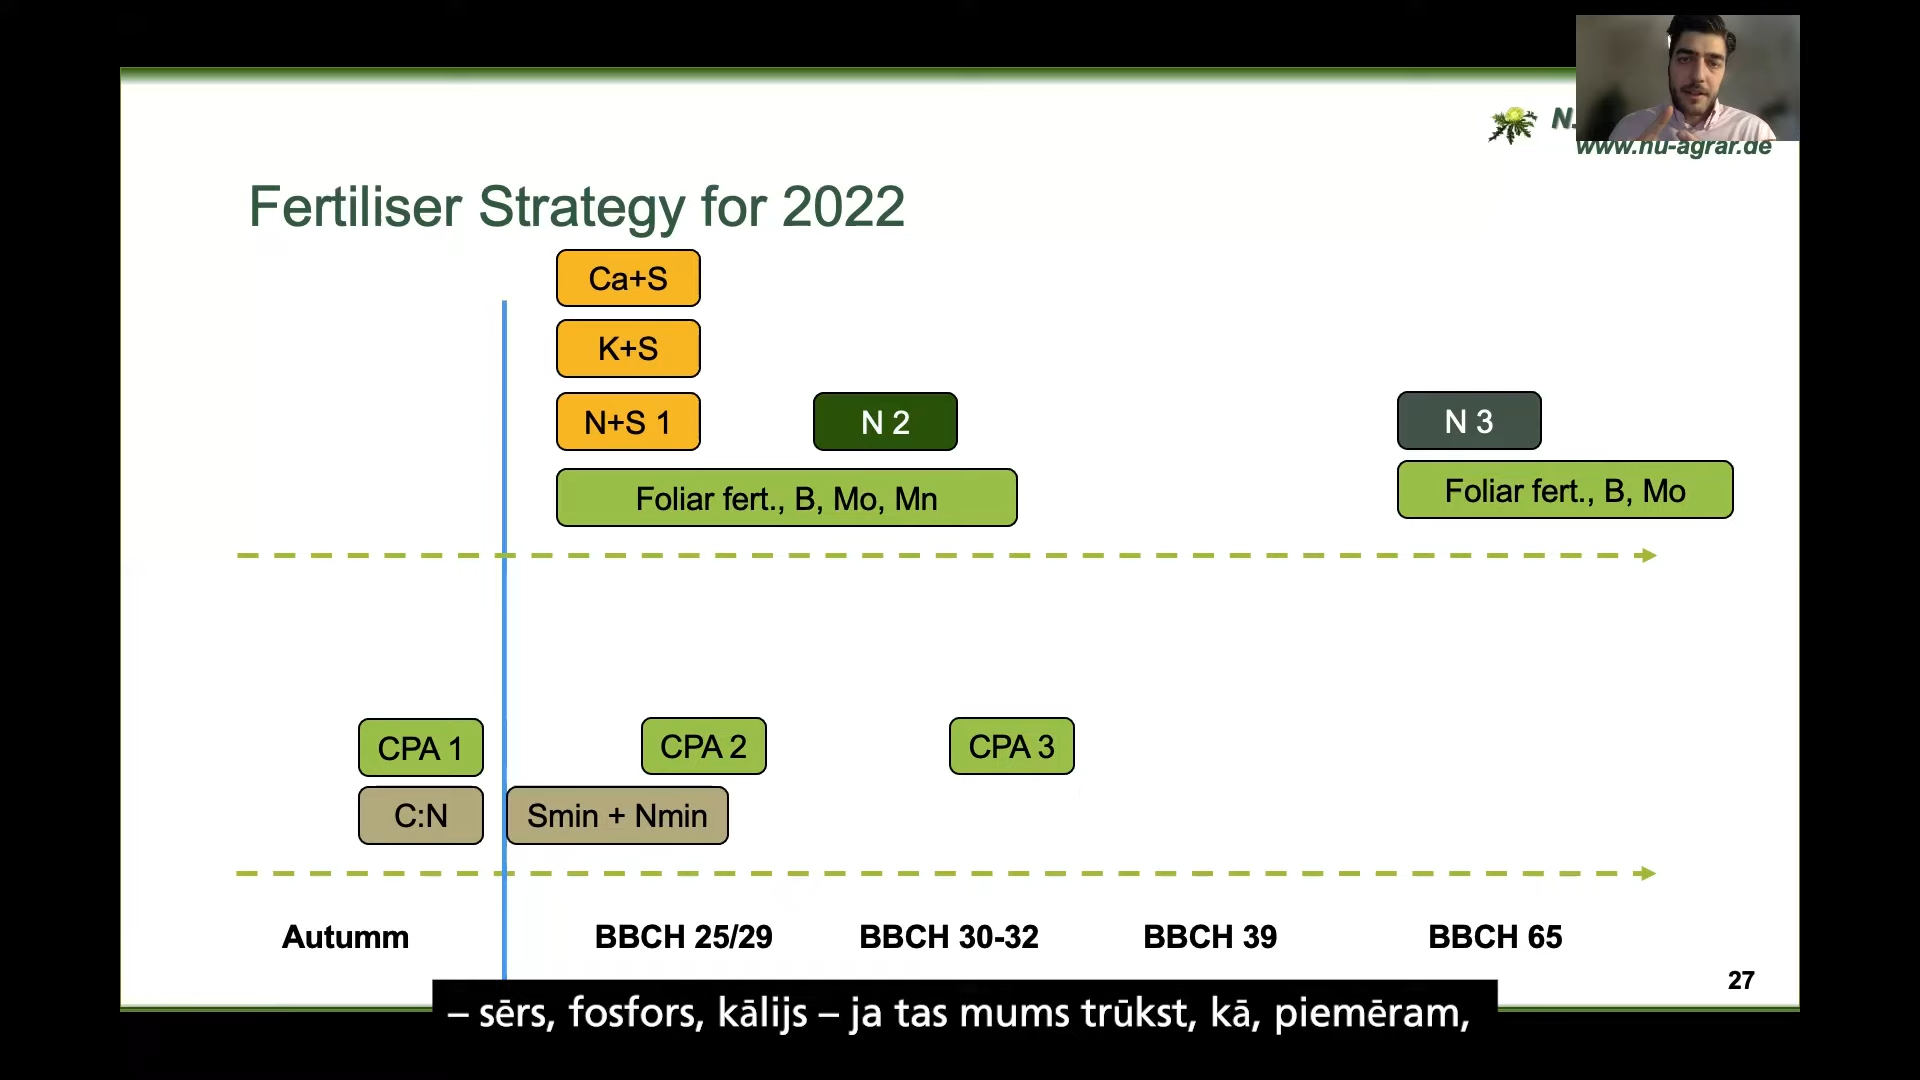 N.
www.nu-agrar.de
Fertiliser Strategy for 2022
Ca+S
K+S
N+S 1
N 2
N 3
Foliar fert., B, Mo, Mn
Foliar fert., B, Mo
CPA 1
CPA 2
CPA 3
C:N
Smin + Nmin
Autumm
BBCH 25/29
BBCH 30-32
BBCH 39
BBCH 65
27
– sērs, fosfors, kālijs – ja tas mums trūkst, kā, piemēram,